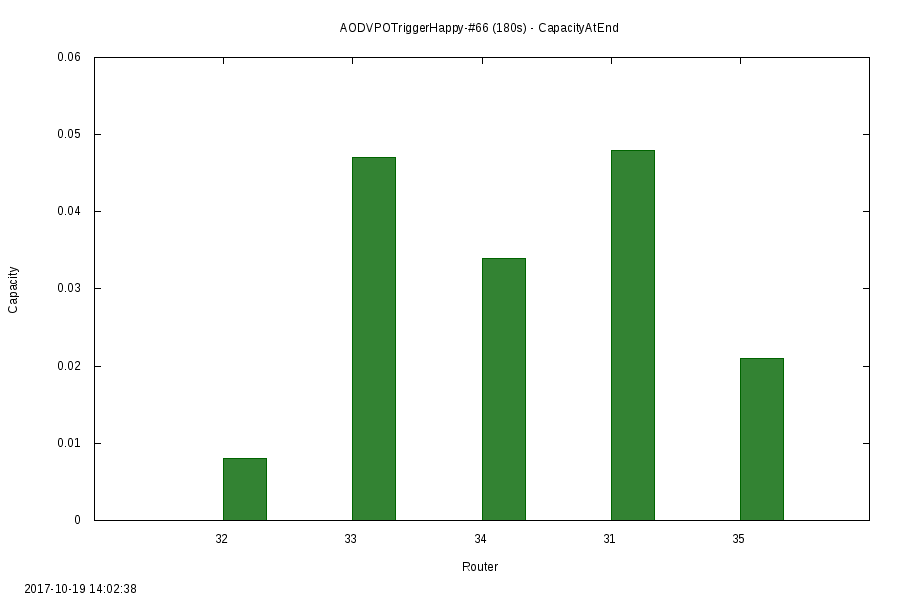 AODVPOTriggerHappy-#66 (180s) - CapacityAtEnd
0.06
0.05
0.04
0.03
0.02
0.01
0
Capacity
32 33 34 31 35
Router
2017-10-19 14:02:38